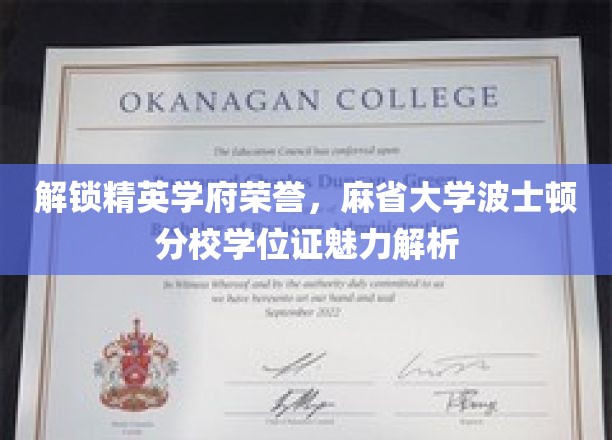 OKANAGAN COLLEGE
The Education Council has conferred upon
解锁精英学府荣誉，麻省大学波士顿
分校学位证魅力解析
In Witness Whereof and by the authority duly committed to us
we have hereunto set our hand and seal
September 2022